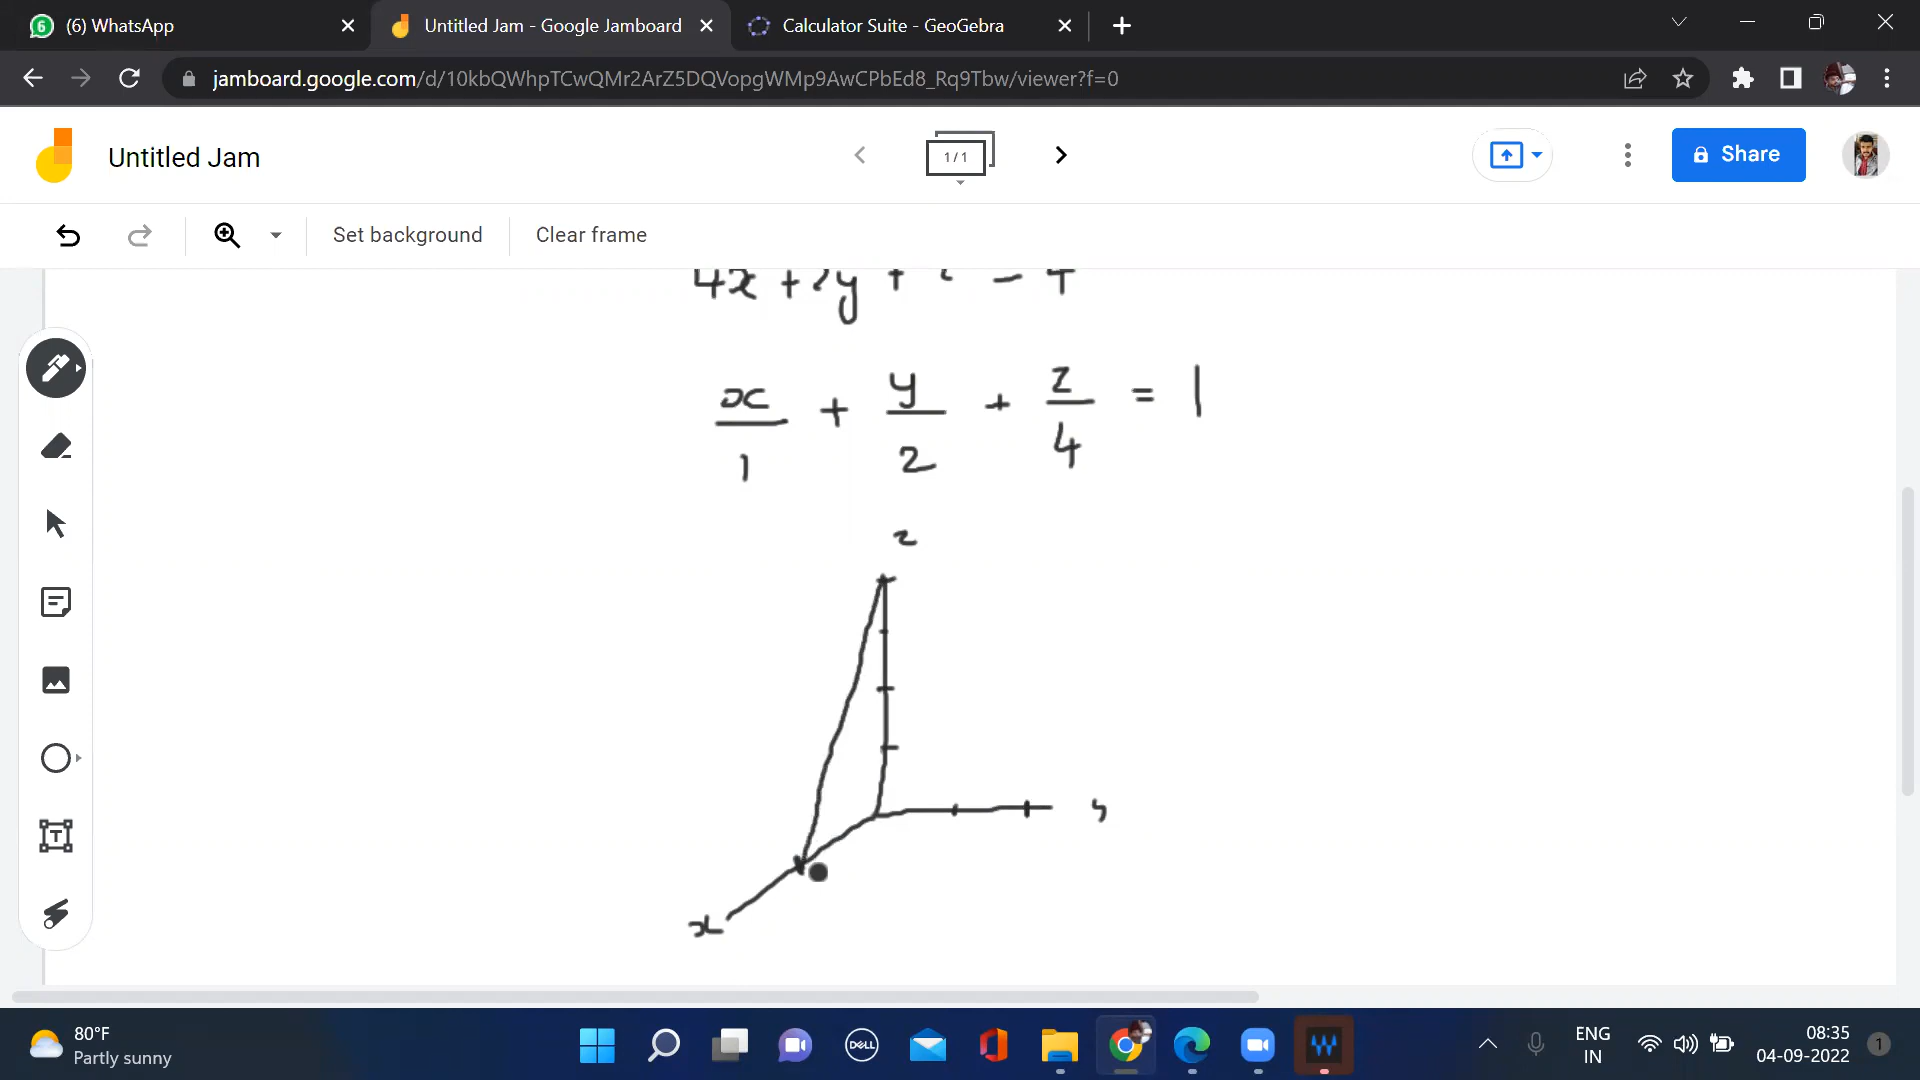 (6) WhatsApp
Untitled Jam - Google Jamboard
Calculator Suite - GeoGebra
jamboard.google.com/d/10kbQWhpTCwQMr2ArZ5DQVopgWMp9AwCPbEd8_Rq9Tbw/viewer?f=0
Untitled Jam
1 / 1
Share
Set background
Clear frame
x/1 + y/2 + z/4 = 1
z
y
x
80°F
Partly sunny
DELL
ENG
IN
08:35
04-09-2022
1